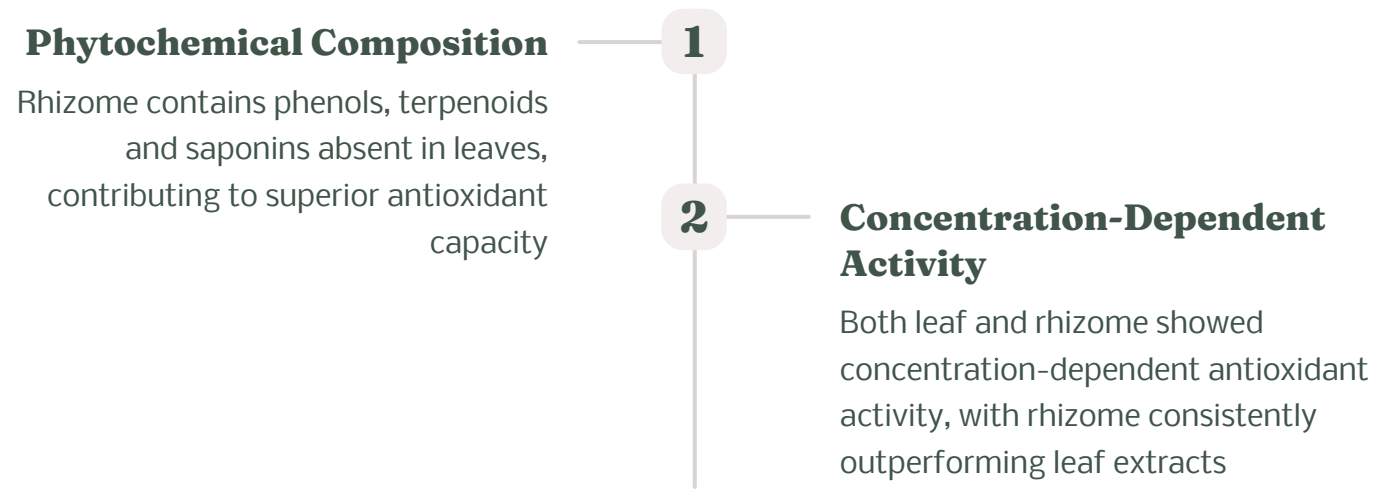 Phytochemical Composition
1
Rhizome contains phenols, terpenoids
and saponins absent in leaves,
contributing to superior antioxidant
capacity
2
Concentration-Dependent
Activity
Both leaf and rhizome showed
concentration-dependent antioxidant
activity, with rhizome consistently
outperforming leaf extracts